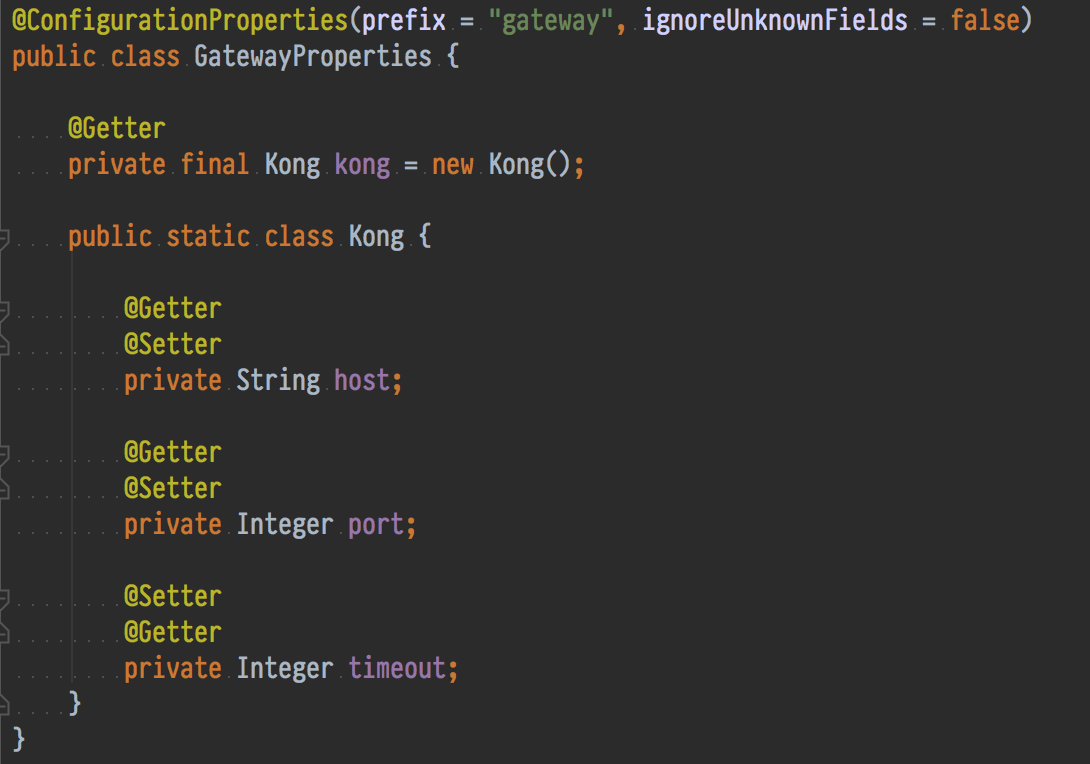 @ConfigurationProperties(prefix = "gateway", ignoreUnknownFields = false)
public class GatewayProperties {
@Getter
private final Kong kong = new Kong();
public static class Kong {
@Getter
@Setter
private String host;
@Getter
@Setter
private Integer port;
@Setter
@Getter
private Integer timeout;
}
}